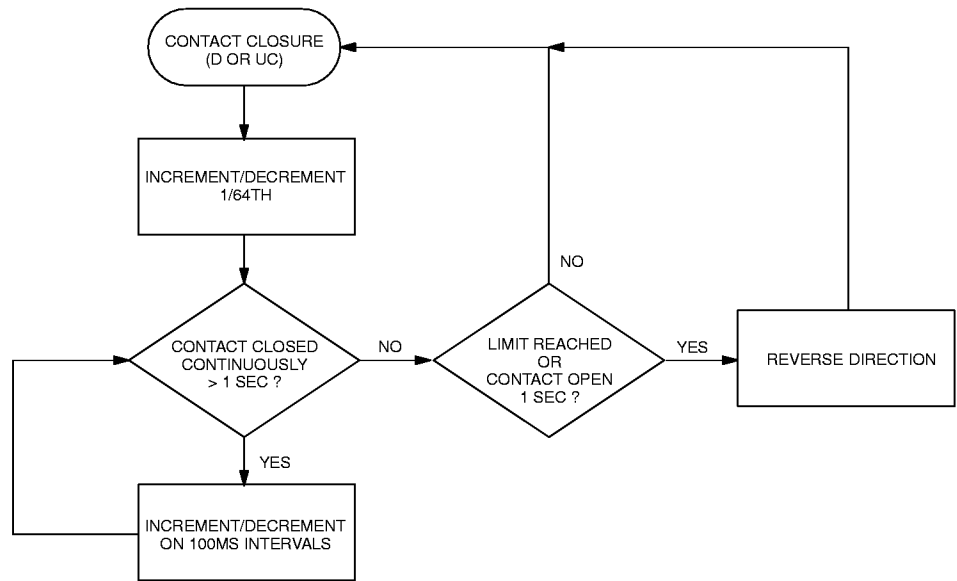 CONTACT CLOSURE
(D OR UC)
INCREMENT/DECREMENT
1/64TH
CONTACT CLOSED
CONTINUOUSLY
> 1 SEC ?
NO
YES
INCREMENT/DECREMENT
ON 100MS INTERVALS
NO
LIMIT REACHED
OR
CONTACT OPEN
1 SEC ?
YES
REVERSE DIRECTION